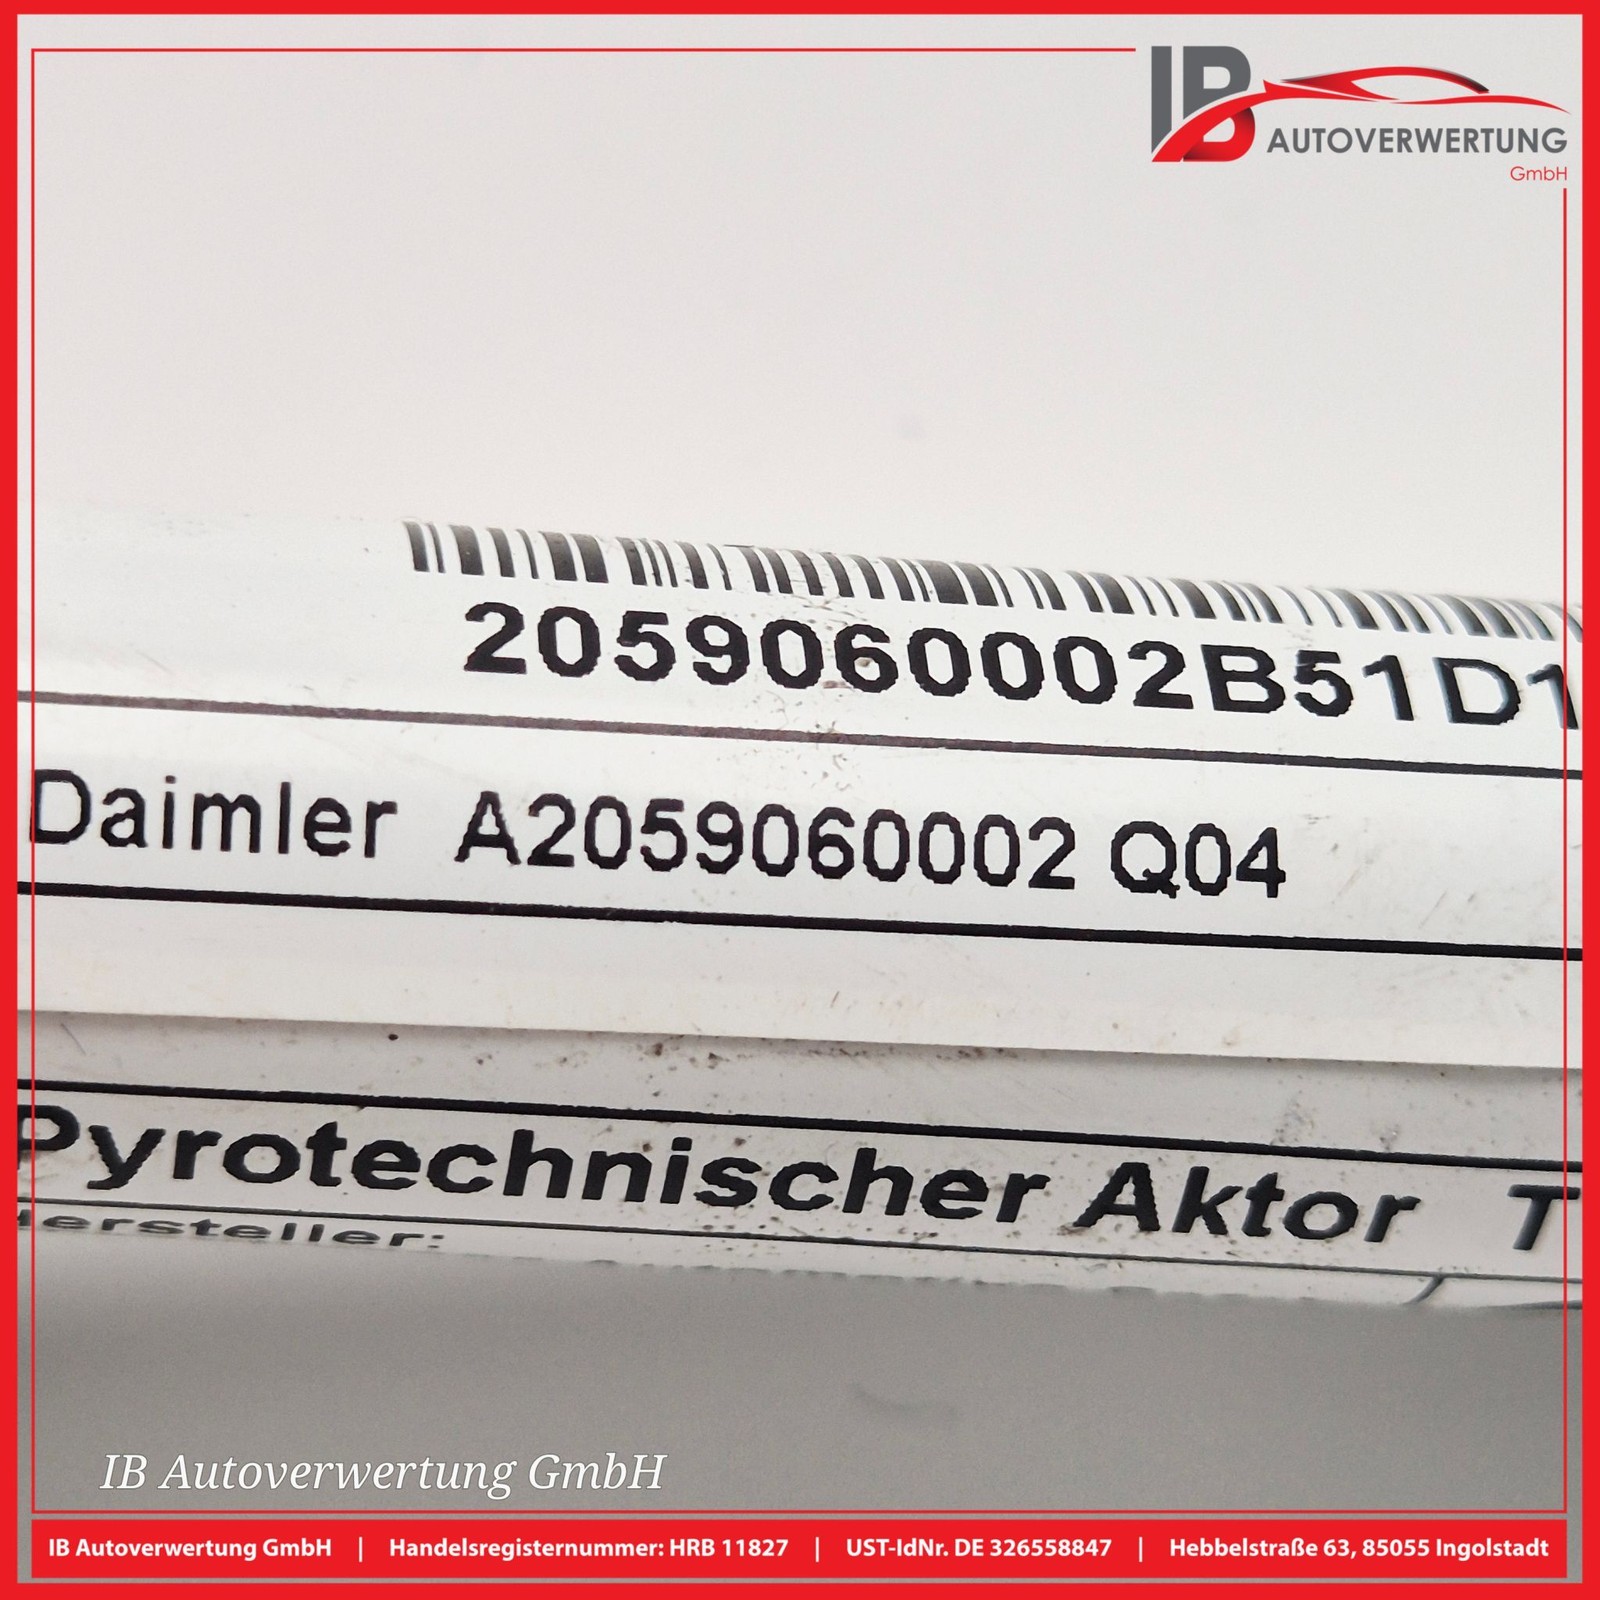 IB
AUTOVERWERTUNG
GmbH
2059060002B51D1
Daimler A2059060002 Q04
Pyrotechnischer Aktor T
Hersteller:
IB Autoverwertung GmbH
IB Autoverwertung GmbH | Handelsregisternummer: HRB 11827 | UST-IdNr. DE 326558847 | Hebbelstraße 63, 85055 Ingolstadt